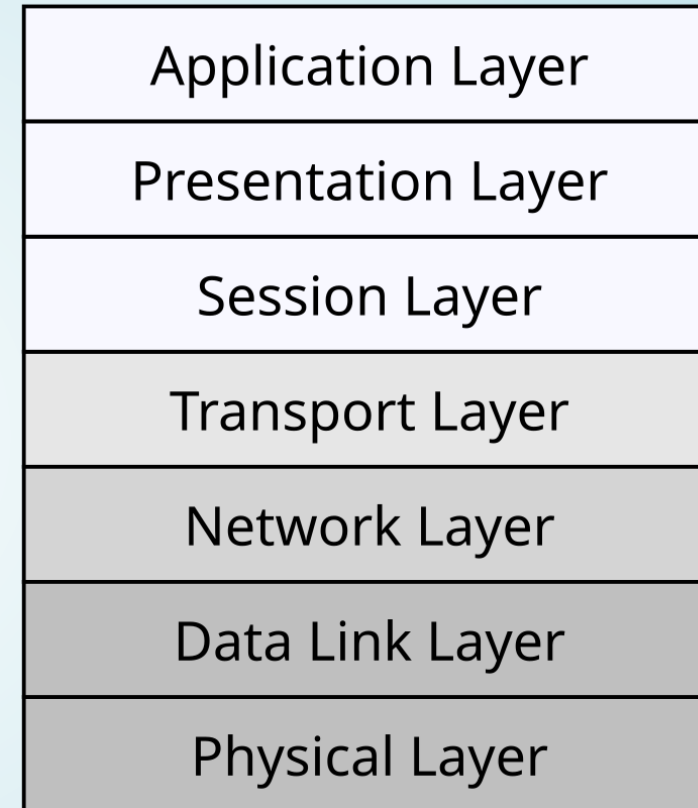 Application Layer
Presentation Layer
Session Layer
Transport Layer
Network Layer
Data Link Layer
Physical Layer